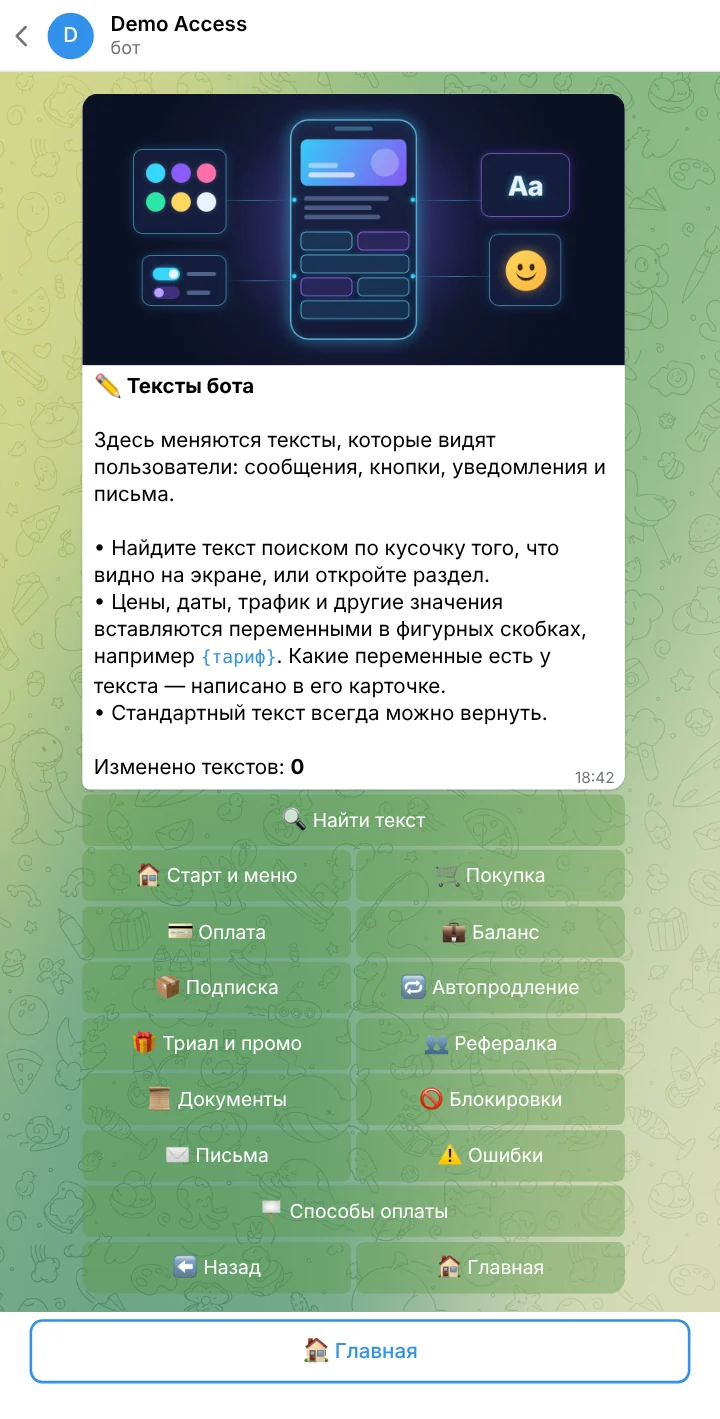 D
Demo Access
бот
Aa
✏️ Тексты бота
Здесь меняются тексты, которые видят
пользователи: сообщения, кнопки, уведомления и
письма.
• Найдите текст поиском по кусочку того, что
видно на экране, или откройте раздел.
• Цены, даты, трафик и другие значения
вставляются переменными в фигурных скобках,
например {тариф}. Какие переменные есть у
текста — написано в его карточке.
• Стандартный текст всегда можно вернуть.
Изменено текстов: 0
18:42
🔍 Найти текст
🏠 Старт и меню
🛒 Покупка
💳 Оплата
💼 Баланс
📦 Подписка
🔁 Автопродление
🎁 Триал и промо
👥 Рефералка
📜 Документы
🚫 Блокировки
✉️ Письма
⚠️ Ошибки
🪧 Способы оплаты
⬅️ Назад
🏠 Главная
🏠 Главная